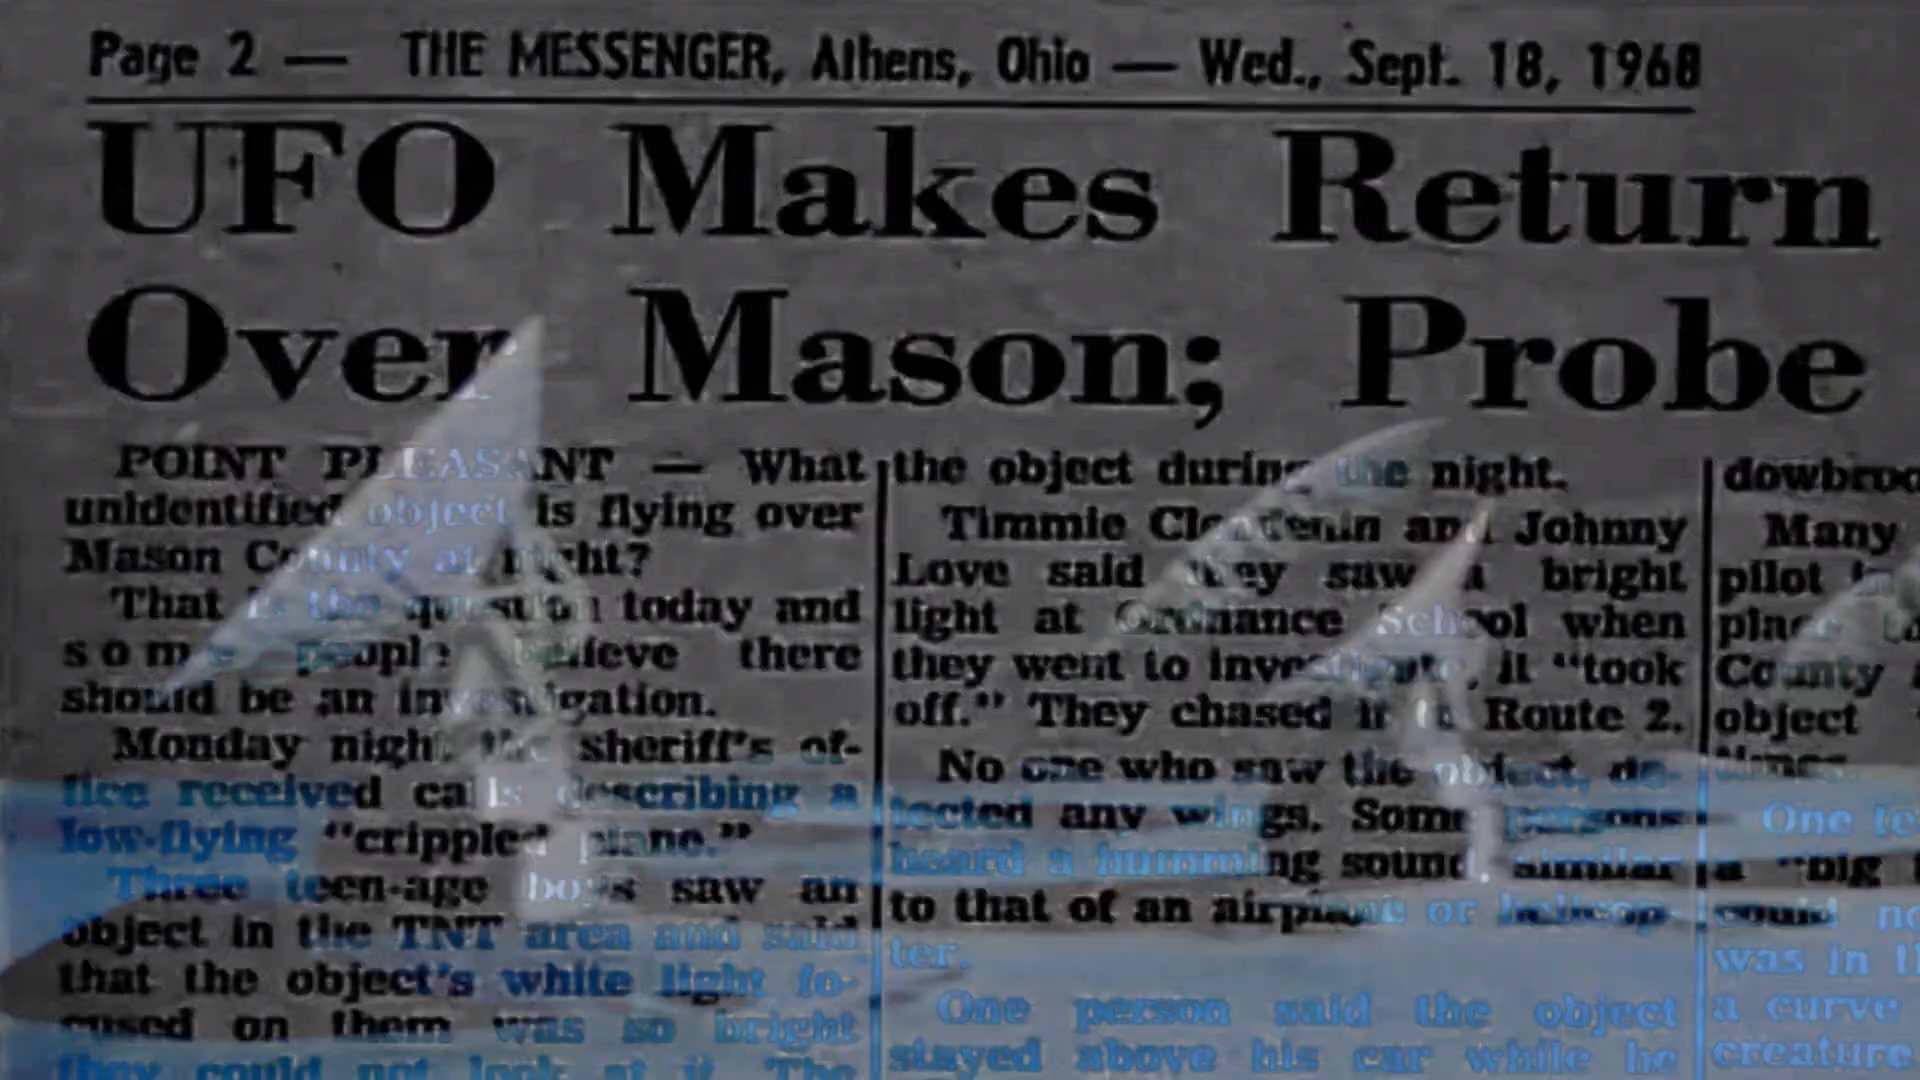 Page 2 — THE MESSENGER, Athens, Ohio — Wed., Sept. 18, 1968
UFO Makes Return
Over Mason; Probe
POINT PLEASANT — What
unidentified object is flying over
Mason County at night?
That is the question today and
some people believe there
should be an investigation.
Monday night the sheriff's of-
fice received calls describing a
low-flying "crippled plane."
Three teen-age boys saw an
object in the TNT area and said
that the object's white light fo-
cused on them was so bright
they could not look at it. The
the object during the night.
Timmie Clendenin and Johnny
Love said they saw a bright
light at Ordnance School when
they went to investigate, it "took
off." They chased it to Route 2.
No one who saw the object, de-
tected any wings. Some persons
heard a humming sound, similar
to that of an airplane or helicop-
ter.
One person said the object
stayed above his car while he
dowbroo
Many
pilot
place
County
object
times.
One te
a "big
could no
was in t
a curve
creature